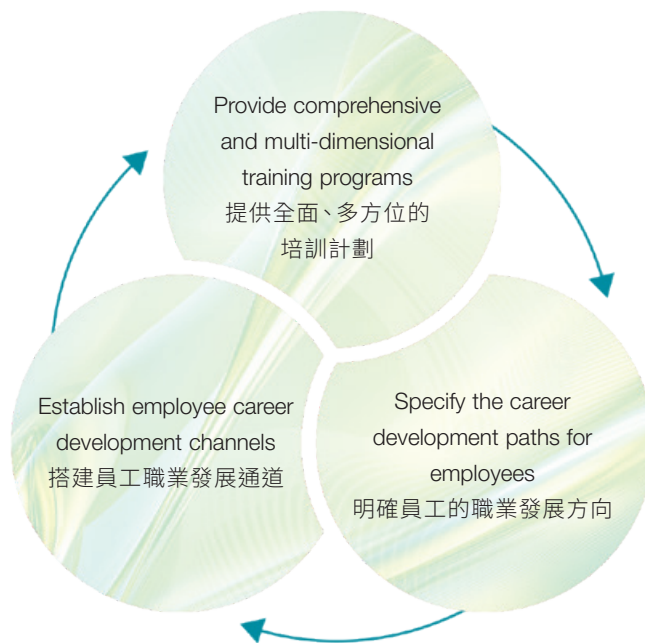 Provide comprehensive
and multi-dimensional
training programs
提供全面、多方位的
培訓計劃
Establish employee career
development channels
搭建員工職業發展通道
Specify the career
development paths for
employees
明確員工的職業發展方向